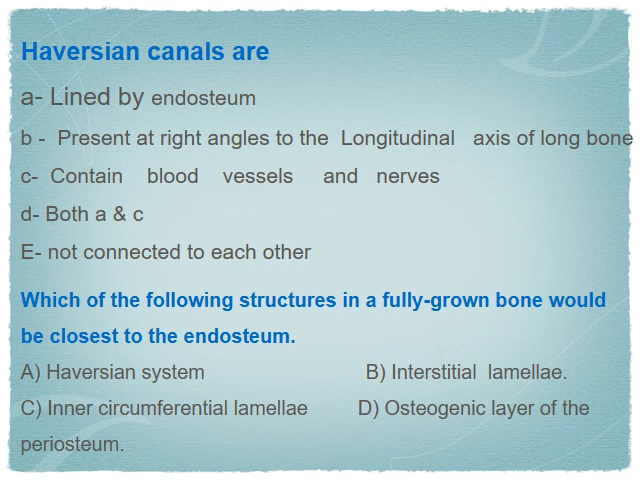 Haversian canals are
a- Lined by endosteum
b - Present at right angles to the Longitudinal axis of long bone
c- Contain blood vessels and nerves
d- Both a & c
E- not connected to each other
Which of the following structures in a fully-grown bone would
be closest to the endosteum.
A) Haversian system B) Interstitial lamellae.
C) Inner circumferential lamellae D) Osteogenic layer of the
periosteum.